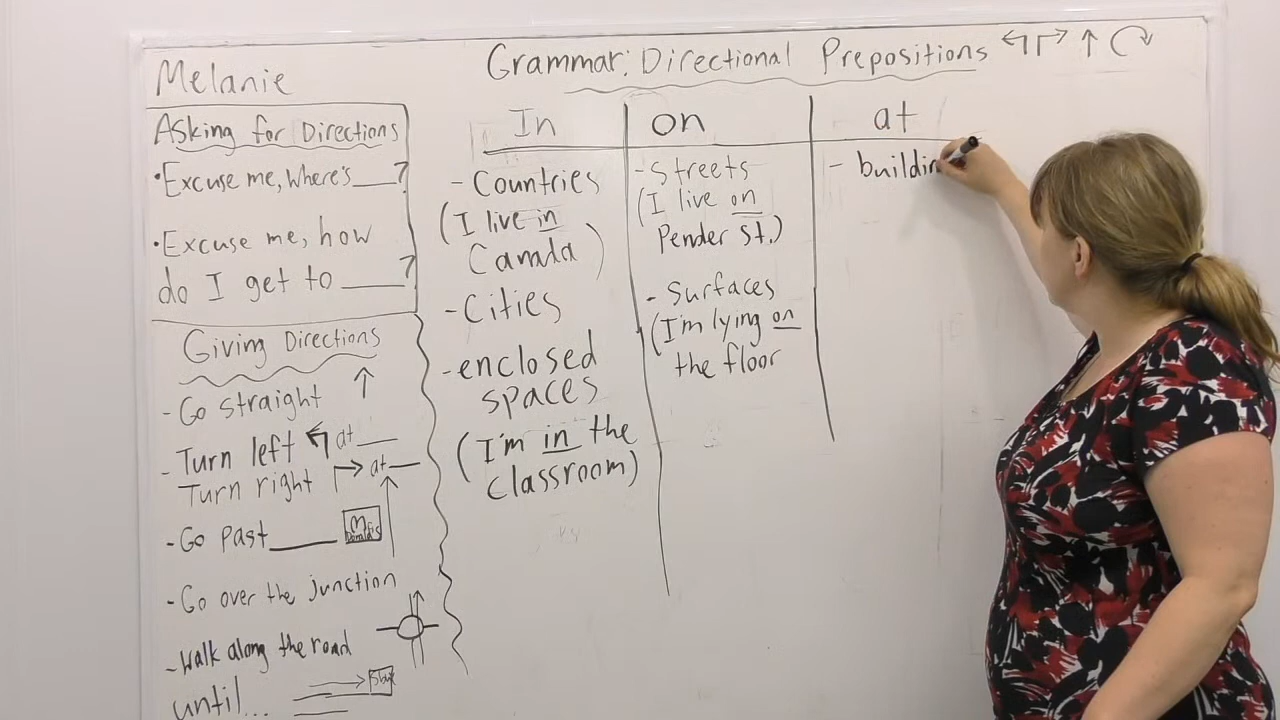 Melanie
Grammar: Directional Prepositions
Asking for Directions
• Excuse me, Where's ___?
• Excuse me, how
do I get to ___?
Giving Directions
- Go straight
- Turn left at ___
Turn right at ___
- Go past ___
- Go over the junction
- Walk along the road
until...
In
- Countries
(I live in
Canada)
- Cities
- enclosed
spaces
(I'm in the
classroom)
on
- Streets
(I live on
Pender St.)
- Surfaces
(I'm lying on
the floor
at
- buildin